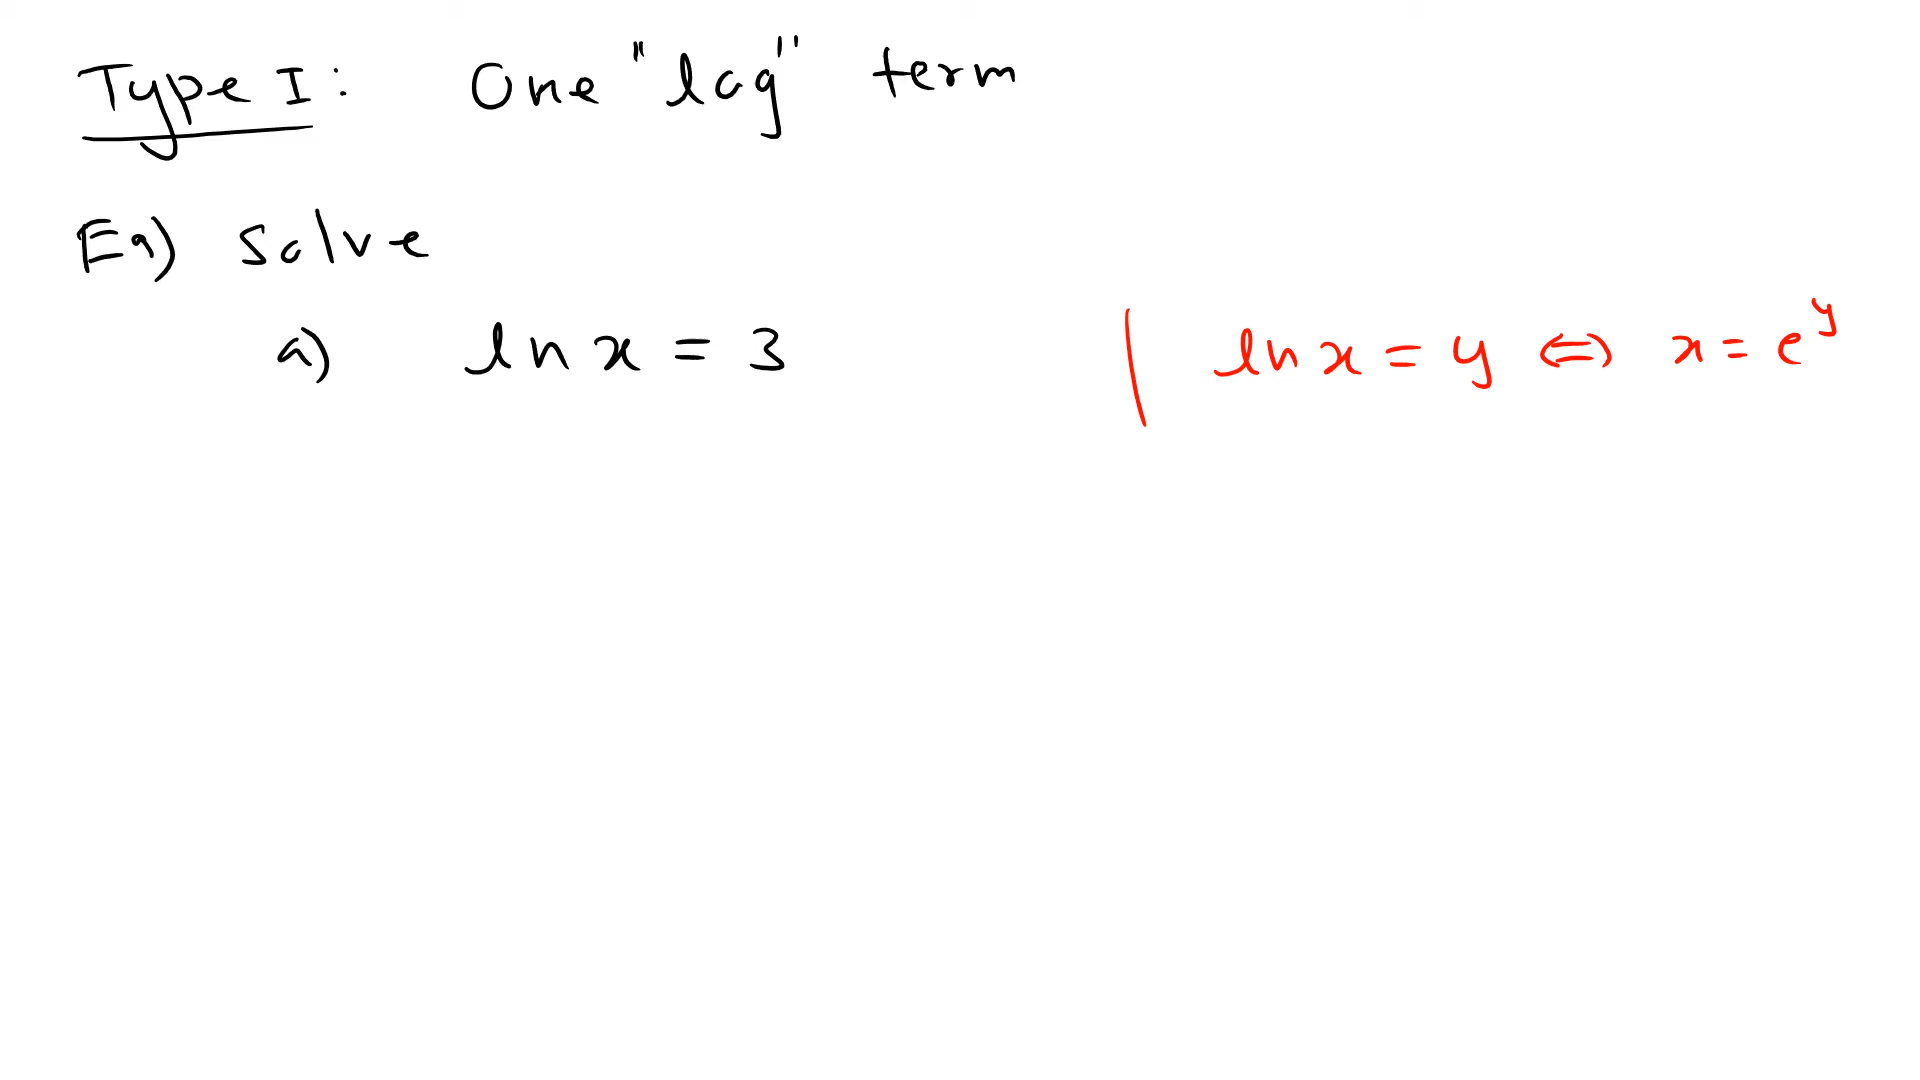 Type I: One "log" term
Eg) Solve
a) ln x = 3
ln x = y ⇔ x = e^y